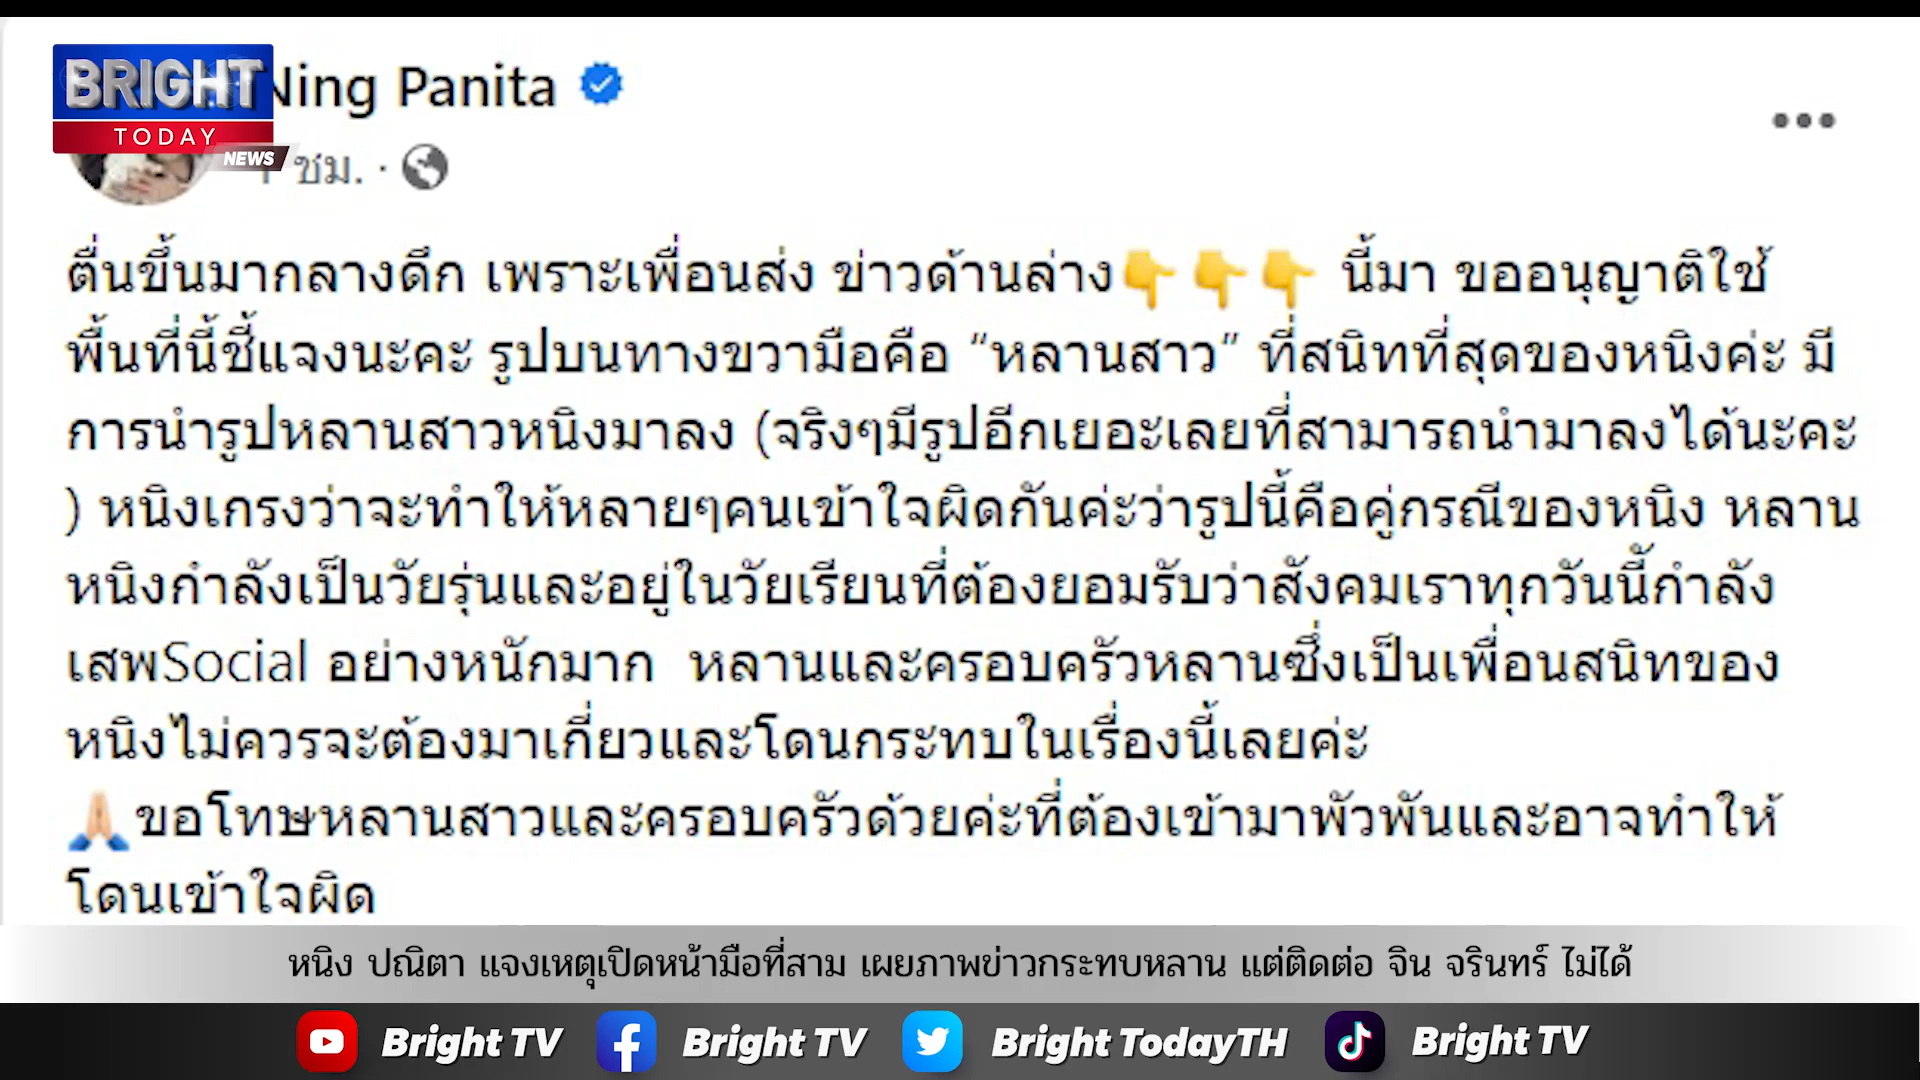 BRIGHT
TODAY
NEWS
Ning Panita
ชม. ·
ตื่นขึ้นมากลางดึก เพราะเพื่อนส่ง ข่าวด้านล่าง👇👇👇 นี้มา ขออนุญาติใช้
พื้นที่นี้ชี้แจงนะคะ รูปบนทางขวามือคือ “หลานสาว” ที่สนิทที่สุดของหนิงค่ะ มี
การนำรูปหลานสาวหนิงมาลง (จริงๆมีรูปอีกเยอะเลยที่สามารถนำมาลงได้นะคะ
) หนิงเกรงว่าจะทำให้หลายๆคนเข้าใจผิดกันค่ะว่ารูปนี้คือคู่กรณีของหนิง หลาน
หนิงกำลังเป็นวัยรุ่นและอยู่ในวัยเรียนที่ต้องยอมรับว่าสังคมเราทุกวันนี้กำลัง
เสพSocial อย่างหนักมาก  หลานและครอบครัวหลานซึ่งเป็นเพื่อนสนิทของ
หนิงไม่ควรจะต้องมาเกี่ยวและโดนกระทบในเรื่องนี้เลยค่ะ
🙏🏻ขอโทษหลานสาวและครอบครัวด้วยค่ะที่ต้องเข้ามาพัวพันและอาจทำให้
โดนเข้าใจผิด
หนิง ปณิตา แจงเหตุเปิดหน้ามือที่สาม เผยภาพข่าวกระทบหลาน แต่ติดต่อ จิน จรินทร์ ไม่ได้
Bright TV Bright TV Bright TodayTH Bright TV